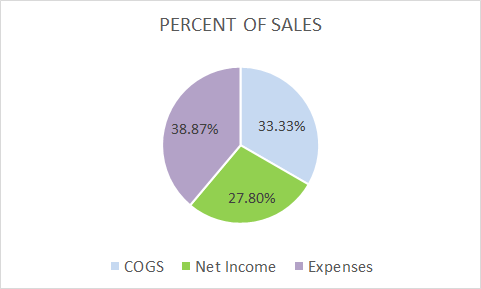 PERCENT OF SALES
38.87%
33.33%
27.80%
COGS Net Income Expenses